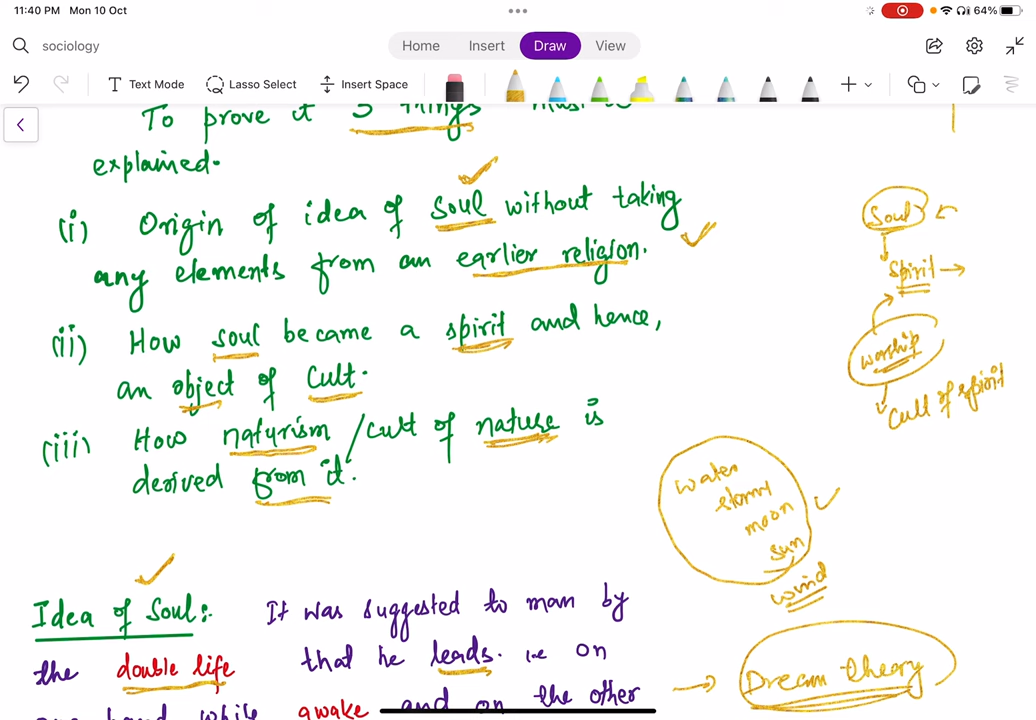 11:40 PM Mon 10 Oct
64%
sociology
Home Insert Draw View
Text Mode Lasso Select Insert Space
To prove it 3 things must be
explained.
(i) Origin of idea of soul without taking
any elements from an earlier religion.
(ii) How soul became a spirit and hence,
an object of cult.
(iii) How naturism /cult of nature is
derived from it.
Soul
Spirit
worship
Cult of spirit
water
storm
moon
sun
wind
Idea of Soul:- It was suggested to man by
the double life that he leads. i.e on
one hand while awake and on the other
Dream theory